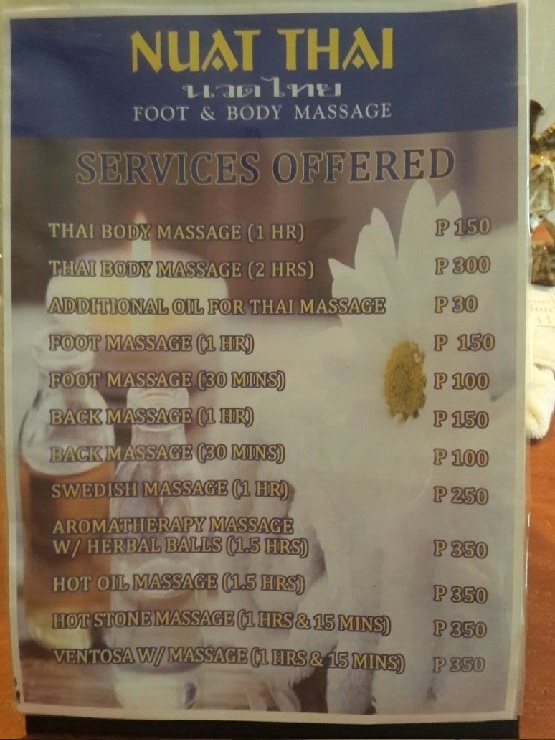 NUAT THAI
นวดไทย
FOOT & BODY MASSAGE
SERVICES OFFERED
THAI BODY MASSAGE (1 HR) P 150
THAI BODY MASSAGE (2 HRS) P 300
ADDITIONAL OIL FOR THAI MASSAGE P 30
FOOT MASSAGE (1 HR) P 150
FOOT MASSAGE (30 MINS) P 100
BACK MASSAGE (1 HR) P 150
BACK MASSAGE (30 MINS) P 100
SWEDISH MASSAGE (1 HR) P 250
AROMATHERAPY MASSAGE
W/ HERBAL BALLS (1.5 HRS) P 350
HOT OIL MASSAGE (1.5 HRS) P 350
HOT STONE MASSAGE (1 HRS & 15 MINS) P 350
VENTOSA W/ MASSAGE (1 HRS & 15 MINS) P 350